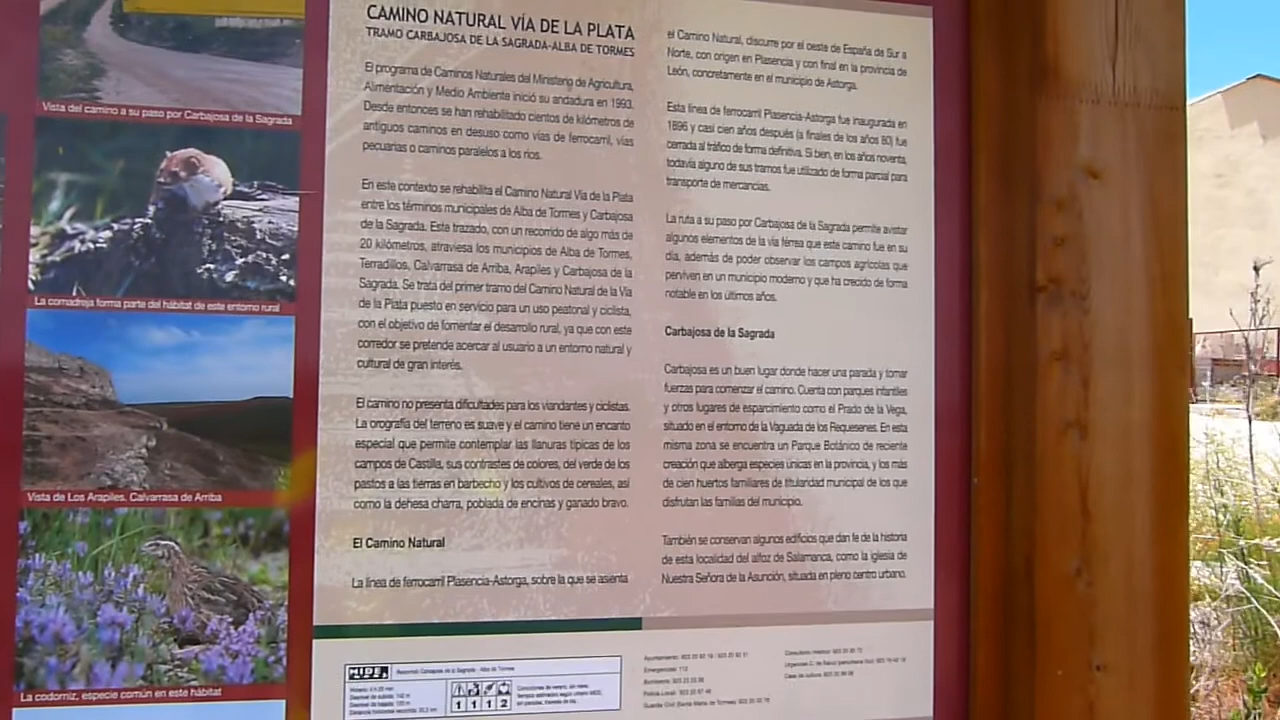 Vista del camino a su paso por Carbajosa de la Sagrada
La comadreja forma parte del hábitat de este entorno rural
Vista de Los Arapiles. Calvarrasa de Arriba
La codorniz, especie común en este hábitat
CAMINO NATURAL VÍA DE LA PLATA
TRAMO CARBAJOSA DE LA SAGRADA-ALBA DE TORMES
El programa de Caminos Naturales del Ministerio de Agricultura,
Alimentación y Medio Ambiente inició su andadura en 1993.
Desde entonces se han rehabilitado cientos de kilómetros de
antiguos caminos en desuso como vías de ferrocarril, vías
pecuarias o caminos paralelos a los ríos.
En este contexto se rehabilita el Camino Natural Vía de la Plata
entre los términos municipales de Alba de Tormes y Carbajosa
de la Sagrada. Este trazado, con un recorrido de algo más de
20 kilómetros, atraviesa los municipios de Alba de Tormes,
Terradillos, Calvarrasa de Arriba, Arapiles y Carbajosa de la
Sagrada. Se trata del primer tramo del Camino Natural de la Vía
de la Plata puesto en servicio para un uso peatonal y ciclista,
con el objetivo de fomentar el desarrollo rural, ya que con este
corredor se pretende acercar al usuario a un entorno natural y
cultural de gran interés.
El camino no presenta dificultades para los viandantes y ciclistas.
La orografía del terreno es suave y el camino tiene un encanto
especial que permite contemplar las llanuras típicas de los
campos de Castilla, sus contrastes de colores, del verde de los
pastos a las tierras en barbecho y los cultivos de cereales, así
como la dehesa charra, poblada de encinas y ganado bravo.
El Camino Natural
La línea de ferrocarril Plasencia-Astorga, sobre la que se asienta
el Camino Natural, discurre por el oeste de España de Sur a
Norte, con origen en Plasencia y con final en la provincia de
León, concretamente en el municipio de Astorga.
Esta línea de ferrocarril Plasencia-Astorga fue inaugurada en
1896 y casi cien años después (a finales de los años 80) fue
cerrada al tráfico de forma definitiva. Si bien, en los años noventa,
todavía alguno de sus tramos fue utilizado de forma parcial para
transporte de mercancías.
La ruta a su paso por Carbajosa de la Sagrada permite avistar
algunos elementos de la vía férrea que este camino fue en su
día, además de poder observar los campos agrícolas que
perviven en un municipio moderno y que ha crecido de forma
notable en los últimos años.
Carbajosa de la Sagrada
Carbajosa es un buen lugar donde hacer una parada y tomar
fuerzas para comenzar el camino. Cuenta con parques infantiles
y otros lugares de esparcimiento como el Prado de la Vega,
situado en el entorno de la Vaguada de los Requesenes. En esta
misma zona se encuentra un Parque Botánico de reciente
creación que alberga especies únicas en la provincia, y los más
de cien huertos familiares de titularidad municipal de los que
disfrutan las familias del municipio.
También se conservan algunos edificios que dan fe de la historia
de esta localidad del alfoz de Salamanca, como la iglesia de
Nuestra Señora de la Asunción, situada en pleno centro urbano.
M.I.D.E. Recorrido Carbajosa de la Sagrada - Alba de Tormes
1 1 1 2
Emergencias: 112